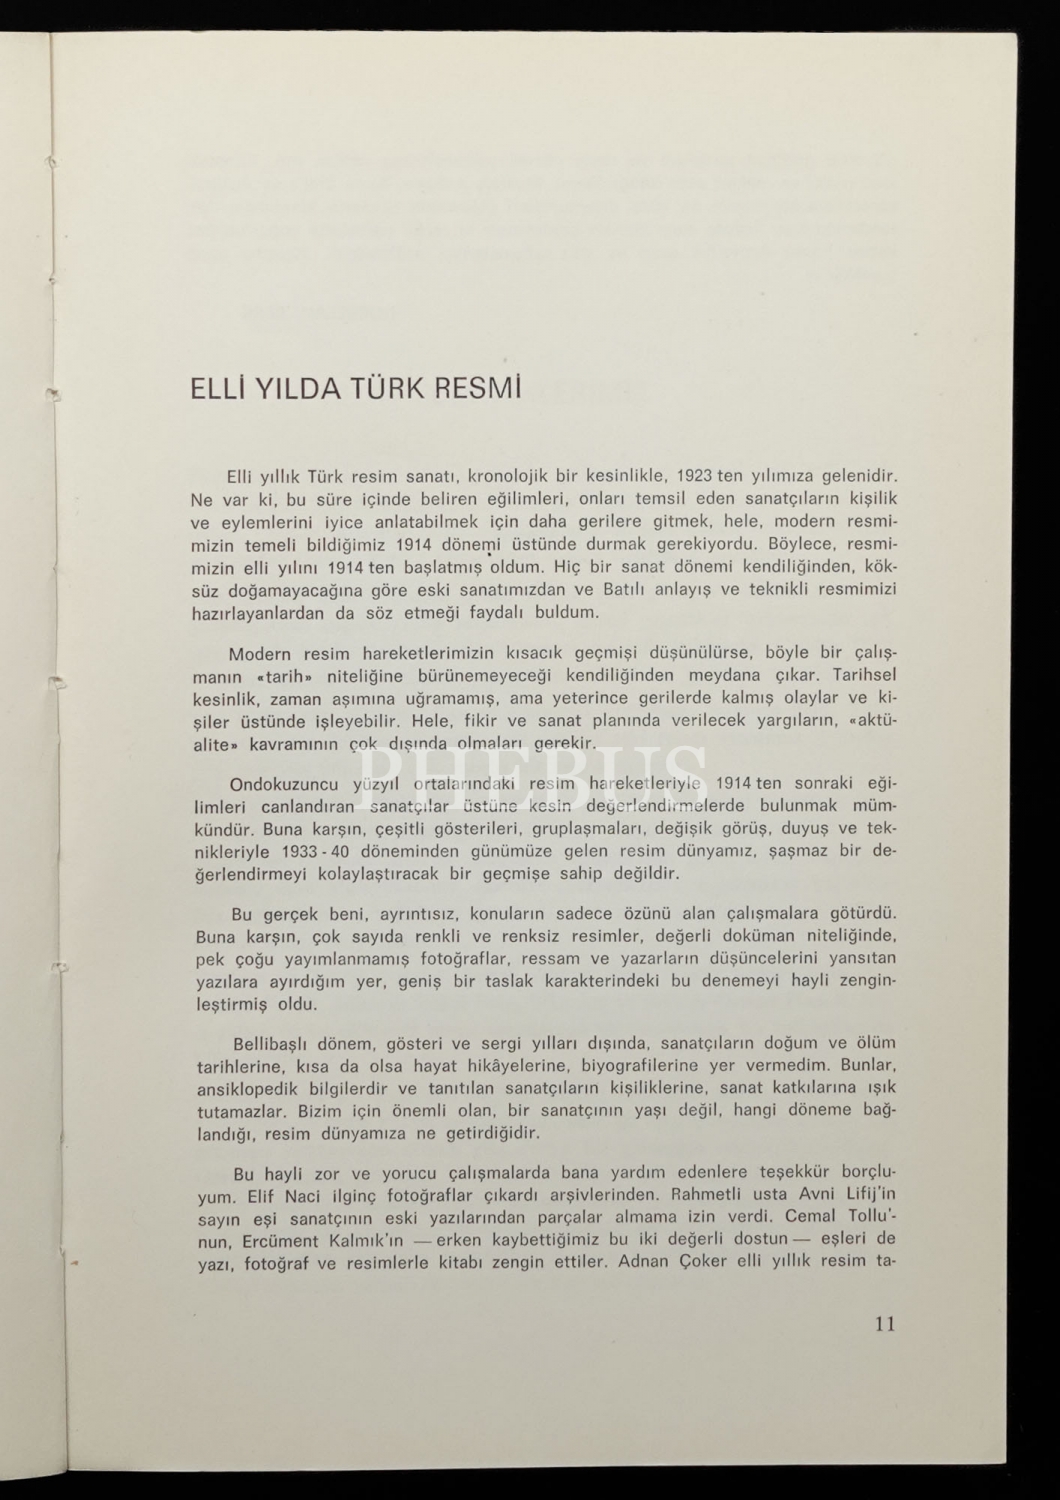 ELLİ YILDA TÜRK RESMİ
Elli yıllık Türk resim sanatı, kronolojik bir kesinlikle, 1923 ten yılımıza gelenidir.
Ne var ki, bu süre içinde beliren eğilimleri, onları temsil eden sanatçıların kişilik
ve eylemlerini iyice anlatabilmek için daha gerilere gitmek, hele, modern resmi-
mizin temeli bildiğimiz 1914 dönemi üstünde durmak gerekiyordu. Böylece, resmi-
mizin elli yılını 1914 ten başlatmış oldum. Hiç bir sanat dönemi kendiliğinden, kök-
süz doğamayacağına göre eski sanatımızdan ve Batılı anlayış ve teknikli resmimizi
hazırlayanlardan da söz etmeği faydalı buldum.
Modern resim hareketlerimizin kısacık geçmişi düşünülürse, böyle bir çalış-
manın «tarih» niteliğine bürünemeyeceği kendiliğinden meydana çıkar. Tarihsel
kesinlik, zaman aşımına uğramamış, ama yeterince gerilerde kalmış olaylar ve ki-
şiler üstünde işleyebilir. Hele, fikir ve sanat planında verilecek yargıların, «aktü-
alite» kavramının çok dışında olmaları gerekir.
PHEBUS
Ondokuzuncu yüzyıl ortalarındaki resim hareketleriyle 1914 ten sonraki eği-
limleri canlandıran sanatçılar üstüne kesin değerlendirmelerde bulunmak müm-
kündür. Buna karşın, çeşitli gösterileri, gruplaşmaları, değişik görüş, duyuş ve tek-
nikleriyle 1933 - 40 döneminden günümüze gelen resim dünyamız, şaşmaz bir de-
ğerlendirmeyi kolaylaştıracak bir geçmişe sahip değildir.
Bu gerçek beni, ayrıntısız, konuların sadece özünü alan çalışmalara götürdü.
Buna karşın, çok sayıda renkli ve renksiz resimler, değerli doküman niteliğinde,
pek çoğu yayımlanmamış fotoğraflar, ressam ve yazarların düşüncelerini yansıtan
yazılara ayırdığım yer, geniş bir taslak karakterindeki bu denemeyi hayli zengin-
leştirmiş oldu.
Bellibaşlı dönem, gösteri ve sergi yılları dışında, sanatçıların doğum ve ölüm
tarihlerine, kısa da olsa hayat hikâyelerine, biyografilerine yer vermedim. Bunlar,
ansiklopedik bilgilerdir ve tanıtılan sanatçıların kişiliklerine, sanat katkılarına ışık
tutamazlar. Bizim için önemli olan, bir sanatçının yaşı değil, hangi döneme bağ-
landığı, resim dünyamıza ne getirdiğidir.
Bu hayli zor ve yorucu çalışmalarda bana yardım edenlere teşekkür borçlu-
yum. Elif Naci ilginç fotoğraflar çıkardı arşivlerinden. Rahmetli usta Avni Lifij'in
sayın eşi sanatçının eski yazılarından parçalar almama izin verdi. Cemal Tollu'-
nun, Ercüment Kalmık'ın — erken kaybettiğimiz bu iki değerli dostun — eşleri de
yazı, fotoğraf ve resimlerle kitabı zengin ettiler. Adnan Çoker elli yıllık resim ta-
11